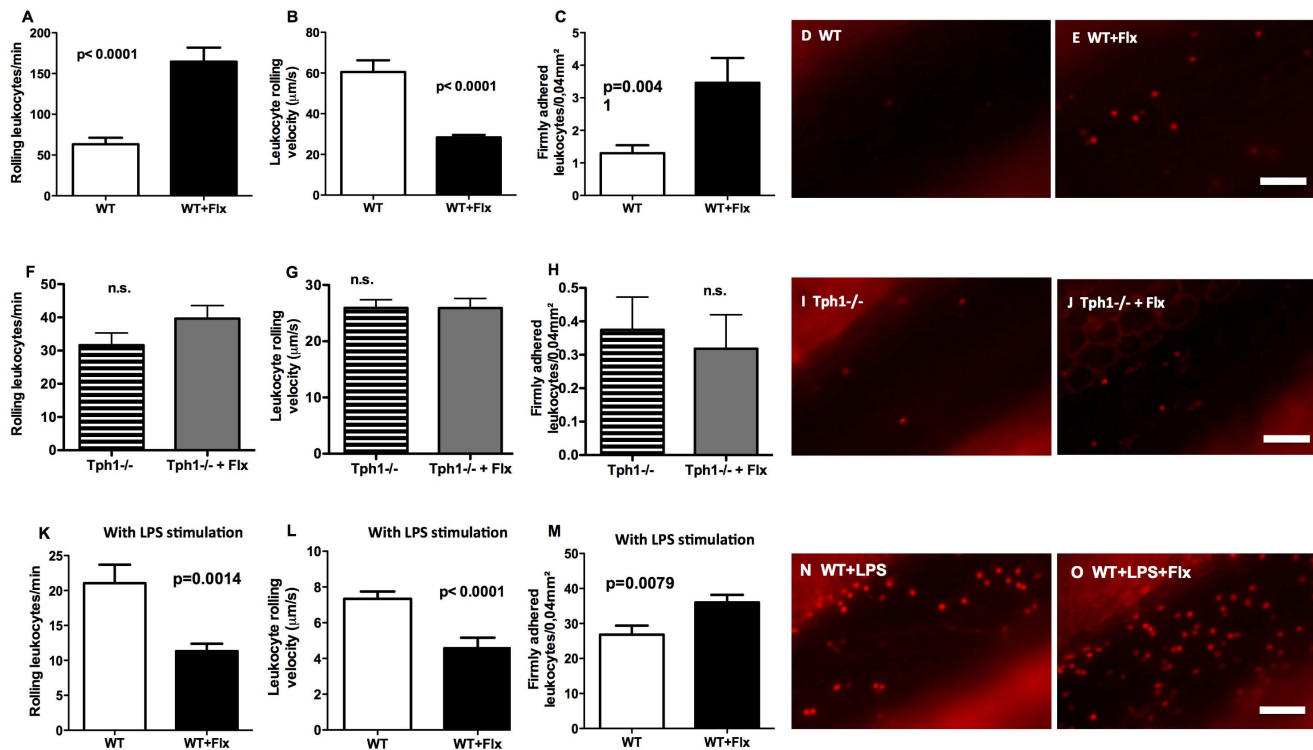 A
Rolling leukocytes/min
200
150
100
50
0
p< 0.0001
WT
WT+Flx
B
Leukocyte rolling
velocity (µm/s)
80
60
40
20
0
p< 0.0001
WT
WT+Flx
C
Firmly adhered
leukocytes/0,04mm²
5
4
3
2
1
0
p=0.004
1
WT
WT+Flx
D WT
E WT+Flx
F
Rolling leukocytes/min
50
40
30
20
10
0
n.s.
Tph1-/-
Tph1-/- + Flx
G
Leukocyte rolling
velocity (µm/s)
30
20
10
0
n.s.
Tph1-/-
Tph1-/- + Flx
H
Firmly adhered
leukocytes/0,04mm²
0.5
0.4
0.3
0.2
0.1
0.0
n.s.
Tph1-/-
Tph1-/- + Flx
I Tph1-/-
J Tph1-/- + Flx
K
With LPS stimulation
Rolling leukocytes/min
25
20
15
10
5
0
p=0.0014
WT
WT+Flx
L
With LPS stimulation
Leukocyte rolling
velocity (µm/s)
8
6
4
2
0
p< 0.0001
WT
WT+Flx
M
With LPS stimulation
Firmly adhered
leukocytes/0,04mm²
50
40
30
20
10
0
p=0.0079
WT
WT+Flx
N WT+LPS
O WT+LPS+Flx